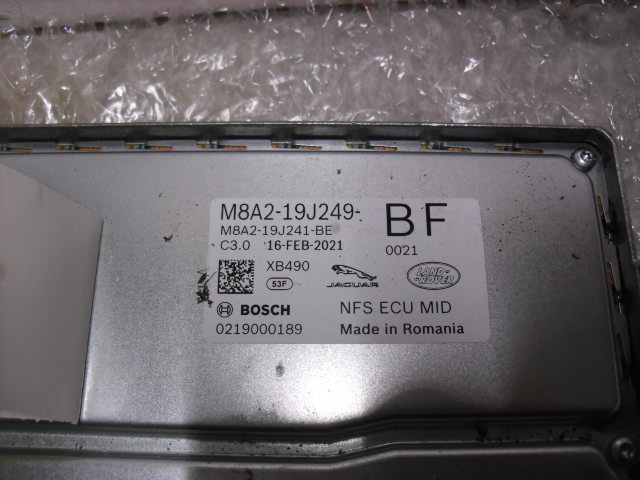 M8A2-19J249- BF
M8A2-19J241-BE
C3.0 16-FEB-2021 0021
XB490
53F JAGUAR LAND ROVER
BOSCH NFS ECU MID
0219000189 Made in Romania